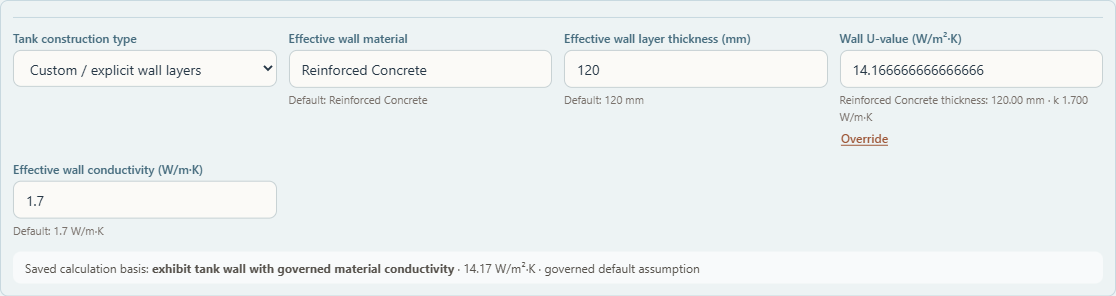 Tank construction type
Effective wall material
Effective wall layer thickness (mm)
Wall U-value (W/m²·K)
Custom / explicit wall layers
Reinforced Concrete
120
14.166666666666666
Default: Reinforced Concrete
Default: 120 mm
Reinforced Concrete thickness: 120.00 mm · k 1.700
W/m·K
Override
Effective wall conductivity (W/m·K)
1.7
Default: 1.7 W/m·K
Saved calculation basis: exhibit tank wall with governed material conductivity · 14.17 W/m²·K · governed default assumption